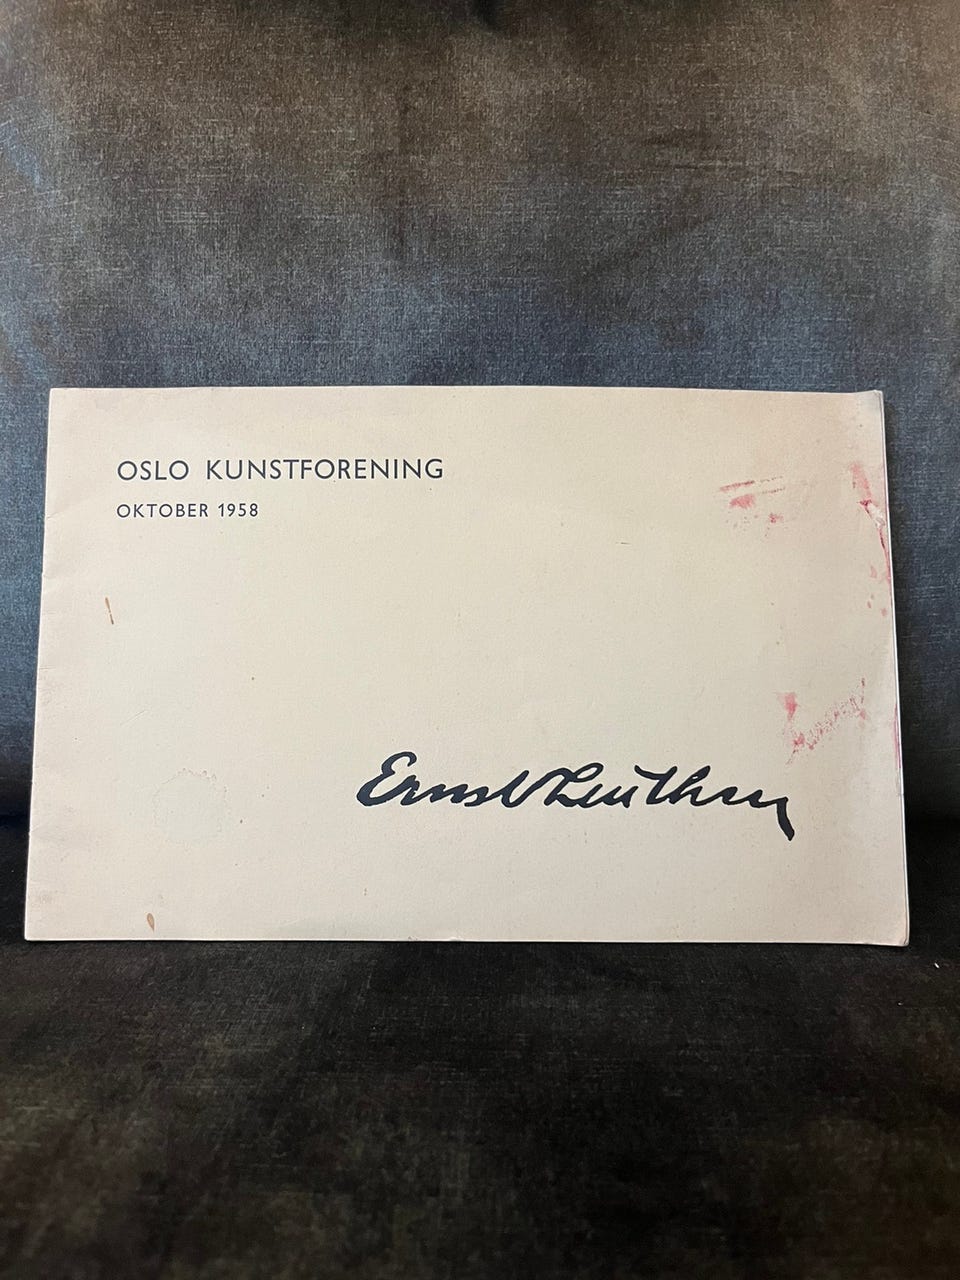 OSLO KUNSTFORENING
OKTOBER 1958
Ernst